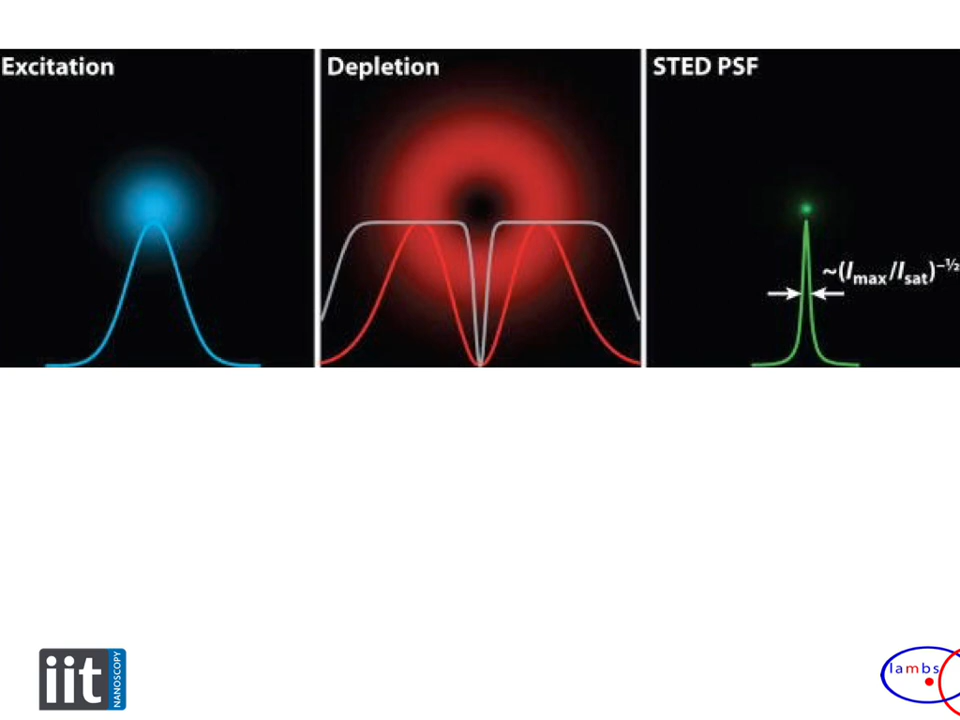 Excitation
Depletion
STED PSF
~(Imax/Isat)⁻½
iit
NANOSCOPY
lambs